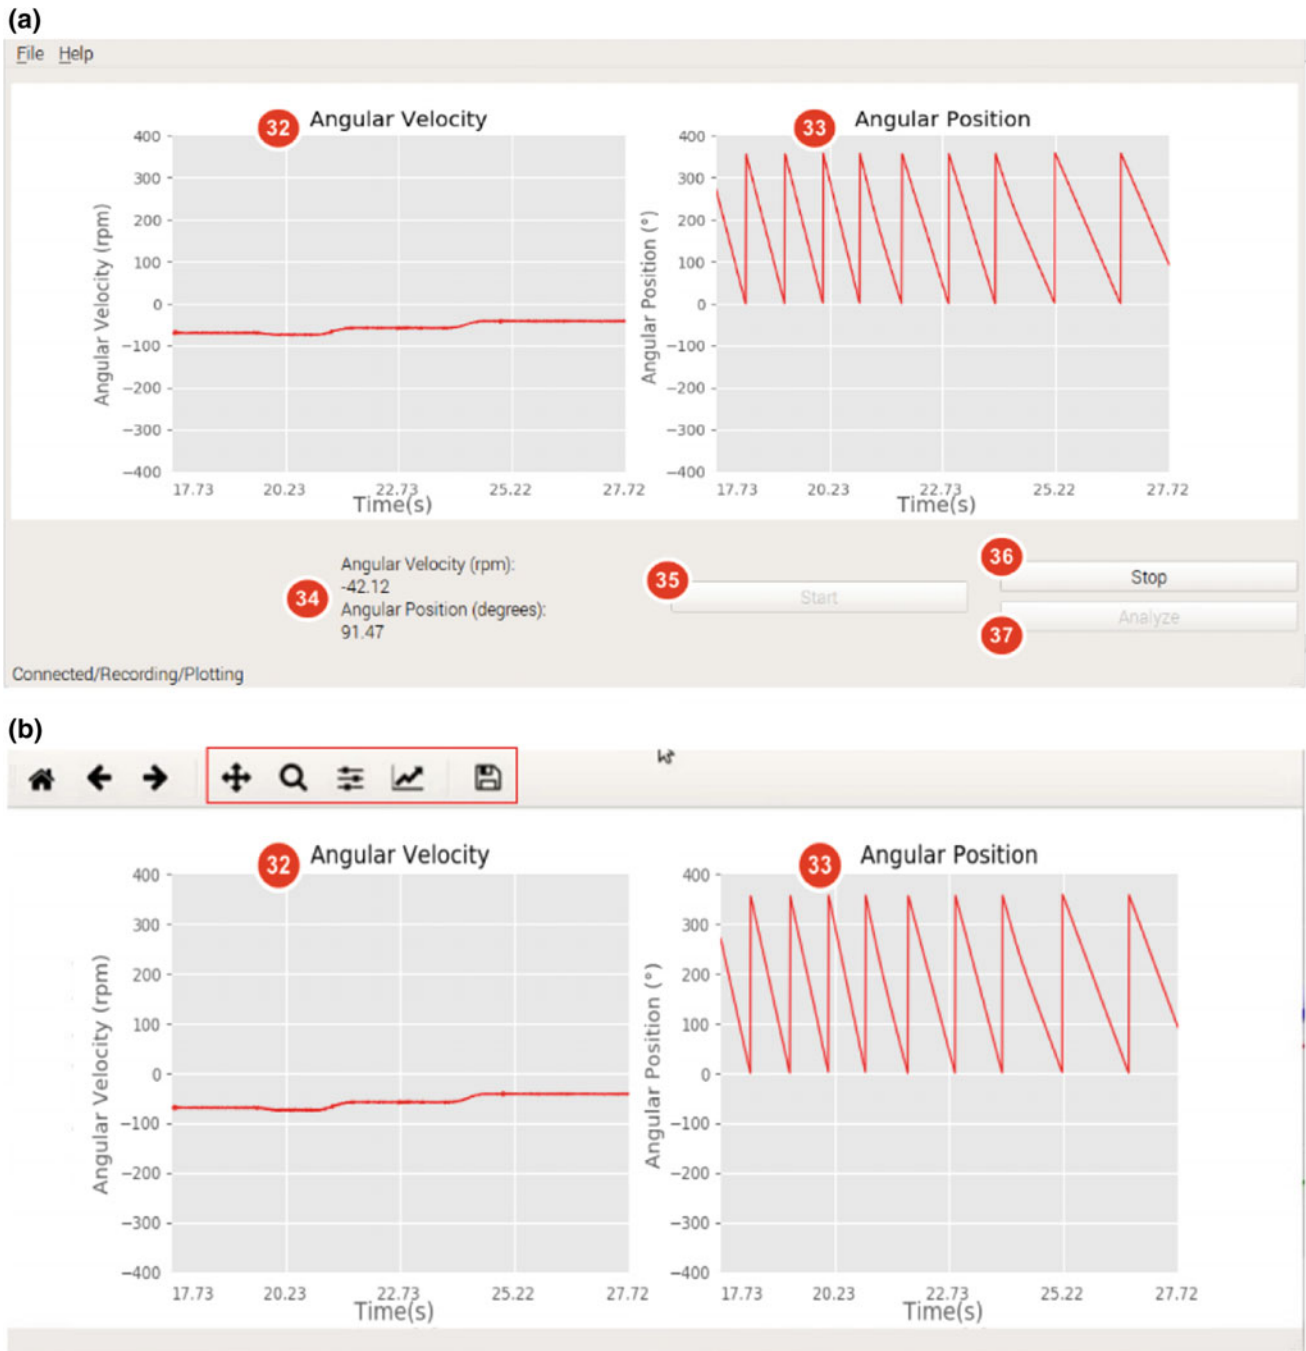 (a)
File Help
32 Angular Velocity
33 Angular Position
400
300
200
100
0
−100
−200
−300
−400
Angular Velocity (rpm)
17.73 20.23 22.73 25.22 27.72
Time(s)
400
300
200
100
0
−100
−200
−300
−400
Angular Position (°)
17.73 20.23 22.73 25.22 27.72
Time(s)
34
Angular Velocity (rpm):
-42.12
Angular Position (degrees):
91.47
35
Start
36
Stop
Analyze
37
Connected/Recording/Plotting
(b)
32 Angular Velocity
33 Angular Position
400
300
200
100
0
−100
−200
−300
−400
Angular Velocity (rpm)
17.73 20.23 22.73 25.22 27.72
Time(s)
400
300
200
100
0
−100
−200
−300
−400
Angular Position (°)
17.73 20.23 22.73 25.22 27.72
Time(s)